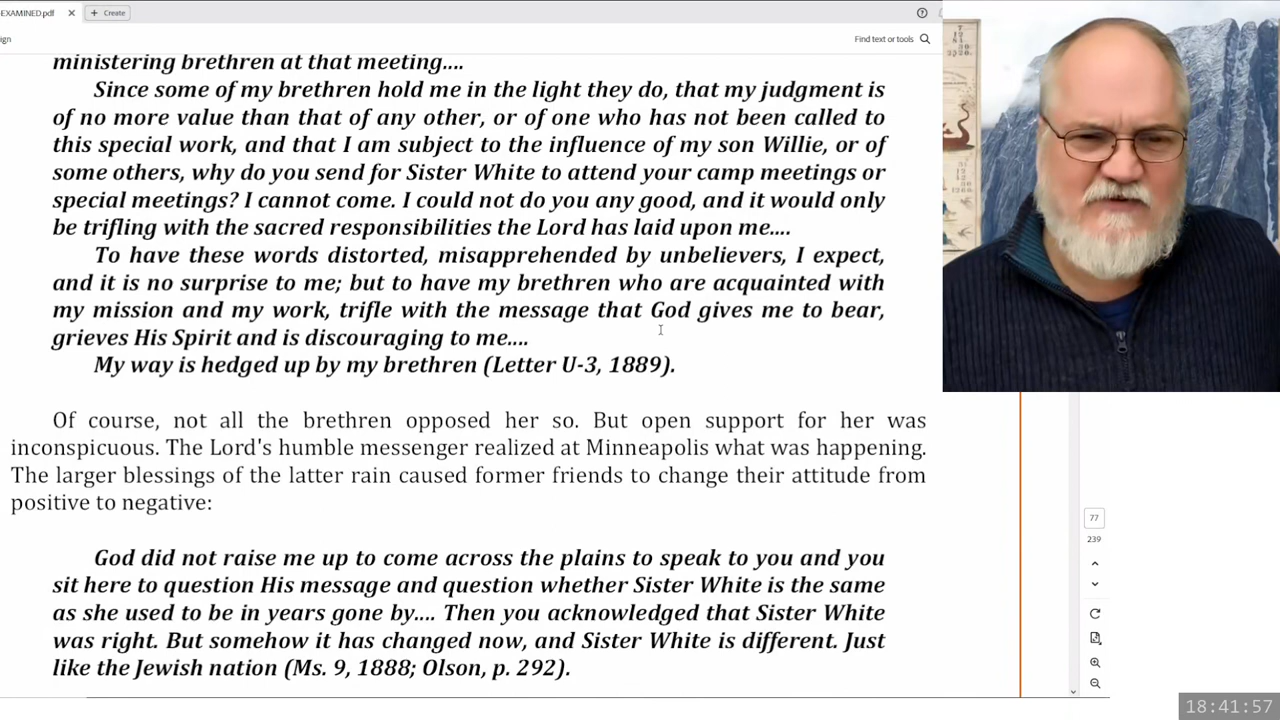 -EXAMINED.pdf
+ Create
ign
Find text or tools
ministering brethren at that meeting....
Since some of my brethren hold me in the light they do, that my judgment is
of no more value than that of any other, or of one who has not been called to
this special work, and that I am subject to the influence of my son Willie, or of
some others, why do you send for Sister White to attend your camp meetings or
special meetings? I cannot come. I could not do you any good, and it would only
be trifling with the sacred responsibilities the Lord has laid upon me....
To have these words distorted, misapprehended by unbelievers, I expect,
and it is no surprise to me; but to have my brethren who are acquainted with
my mission and my work, trifle with the message that God gives me to bear,
grieves His Spirit and is discouraging to me....
My way is hedged up by my brethren (Letter U-3, 1889).
Of course, not all the brethren opposed her so. But open support for her was
inconspicuous. The Lord's humble messenger realized at Minneapolis what was happening.
The larger blessings of the latter rain caused former friends to change their attitude from
positive to negative:
God did not raise me up to come across the plains to speak to you and you
sit here to question His message and question whether Sister White is the same
as she used to be in years gone by.... Then you acknowledged that Sister White
was right. But somehow it has changed now, and Sister White is different. Just
like the Jewish nation (Ms. 9, 1888; Olson, p. 292).
77
239
18:41:57